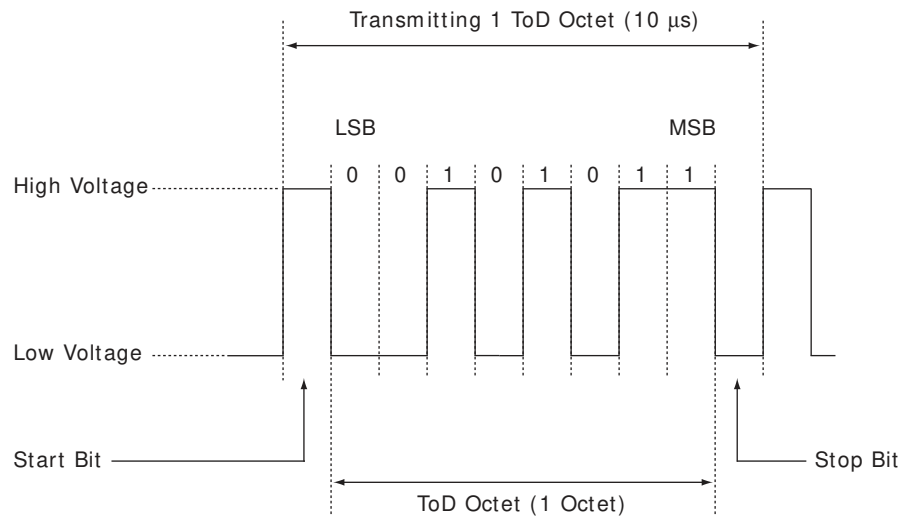 Transmitting 1 ToD Octet (10 μs)
LSB MSB
0 0 1 0 1 0 1 1
High Voltage
Low Voltage
Start Bit
Stop Bit
ToD Octet (1 Octet)